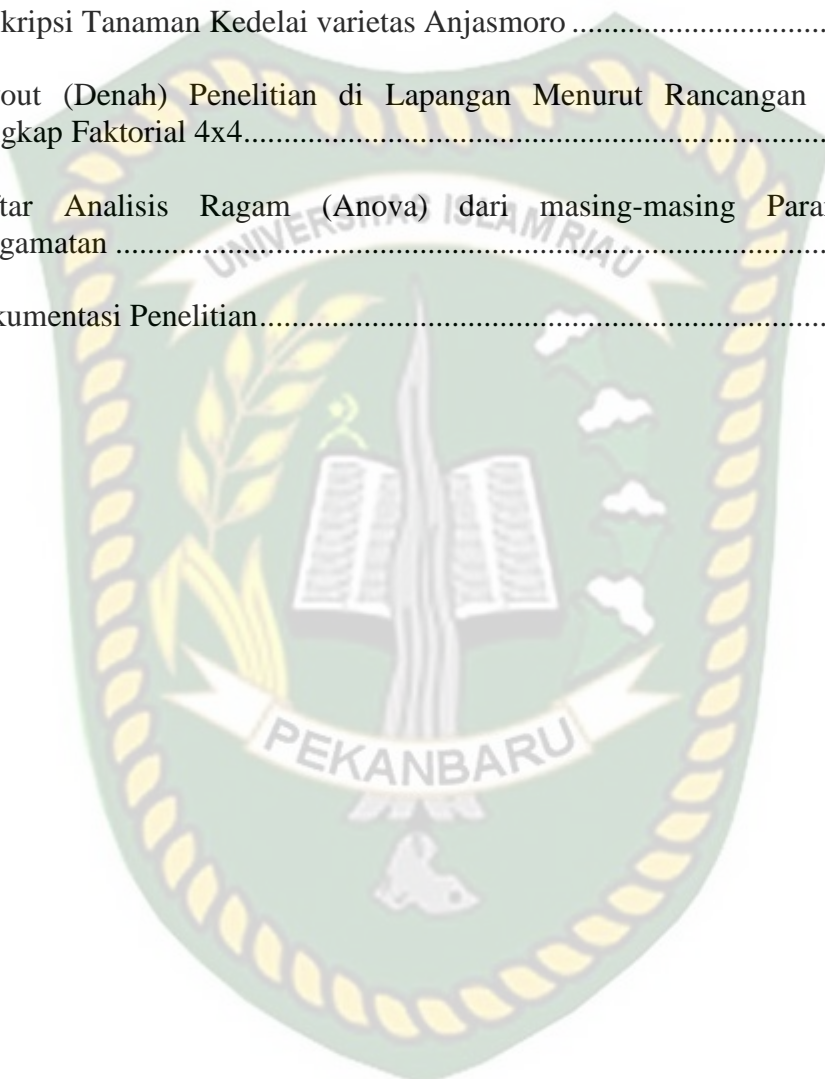 kripsi Tanaman Kedelai varietas Anjasmoro ................................
out (Denah) Penelitian di Lapangan Menurut Rancangan
gkap Faktorial 4x4.........................................................................
tar Analisis Ragam (Anova) dari masing-masing Para
gamatan .........................................................................................
kumentasi Penelitian.......................................................................
UNIVERSITAS ISLAM RIAU
PEKANBARU